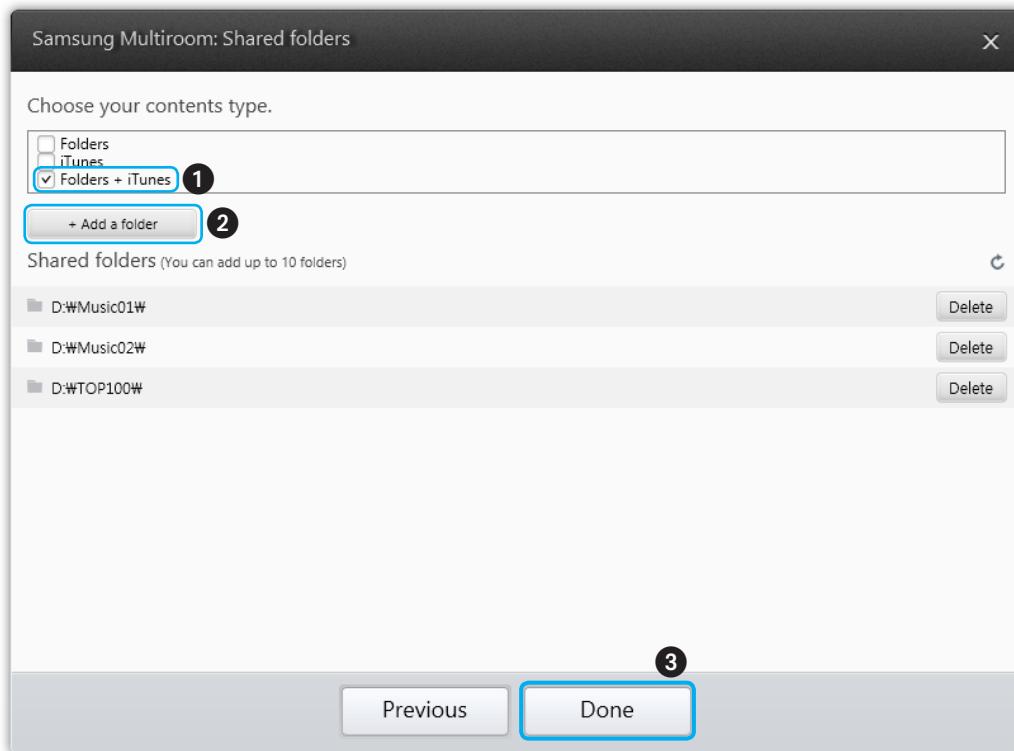 Samsung Multiroom: Shared folders
Choose your contents type.
Folders
iTunes
Folders + iTunes 1
+ Add a folder 2
Shared folders (You can add up to 10 folders)
D:₩Music01₩ Delete
D:₩Music02₩ Delete
D:₩TOP100₩ Delete
3
Previous Done